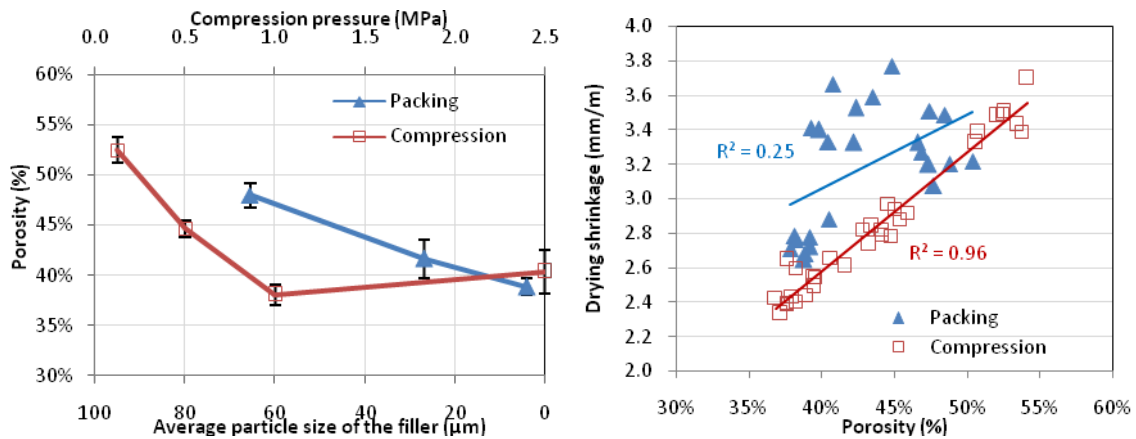 Compression pressure (MPa)
0.0 0.5 1.0 1.5 2.0 2.5
Porosity (%)
60%
55%
50%
45%
40%
35%
30%
Packing
Compression
100 80 60 40 20 0
Average particle size of the filler (μm)
Drying shrinkage (mm/m)
4.0
3.8
3.6
3.4
3.2
3.0
2.8
2.6
2.4
2.2
2.0
R² = 0.25
R² = 0.96
Packing
Compression
30% 35% 40% 45% 50% 55% 60%
Porosity (%)